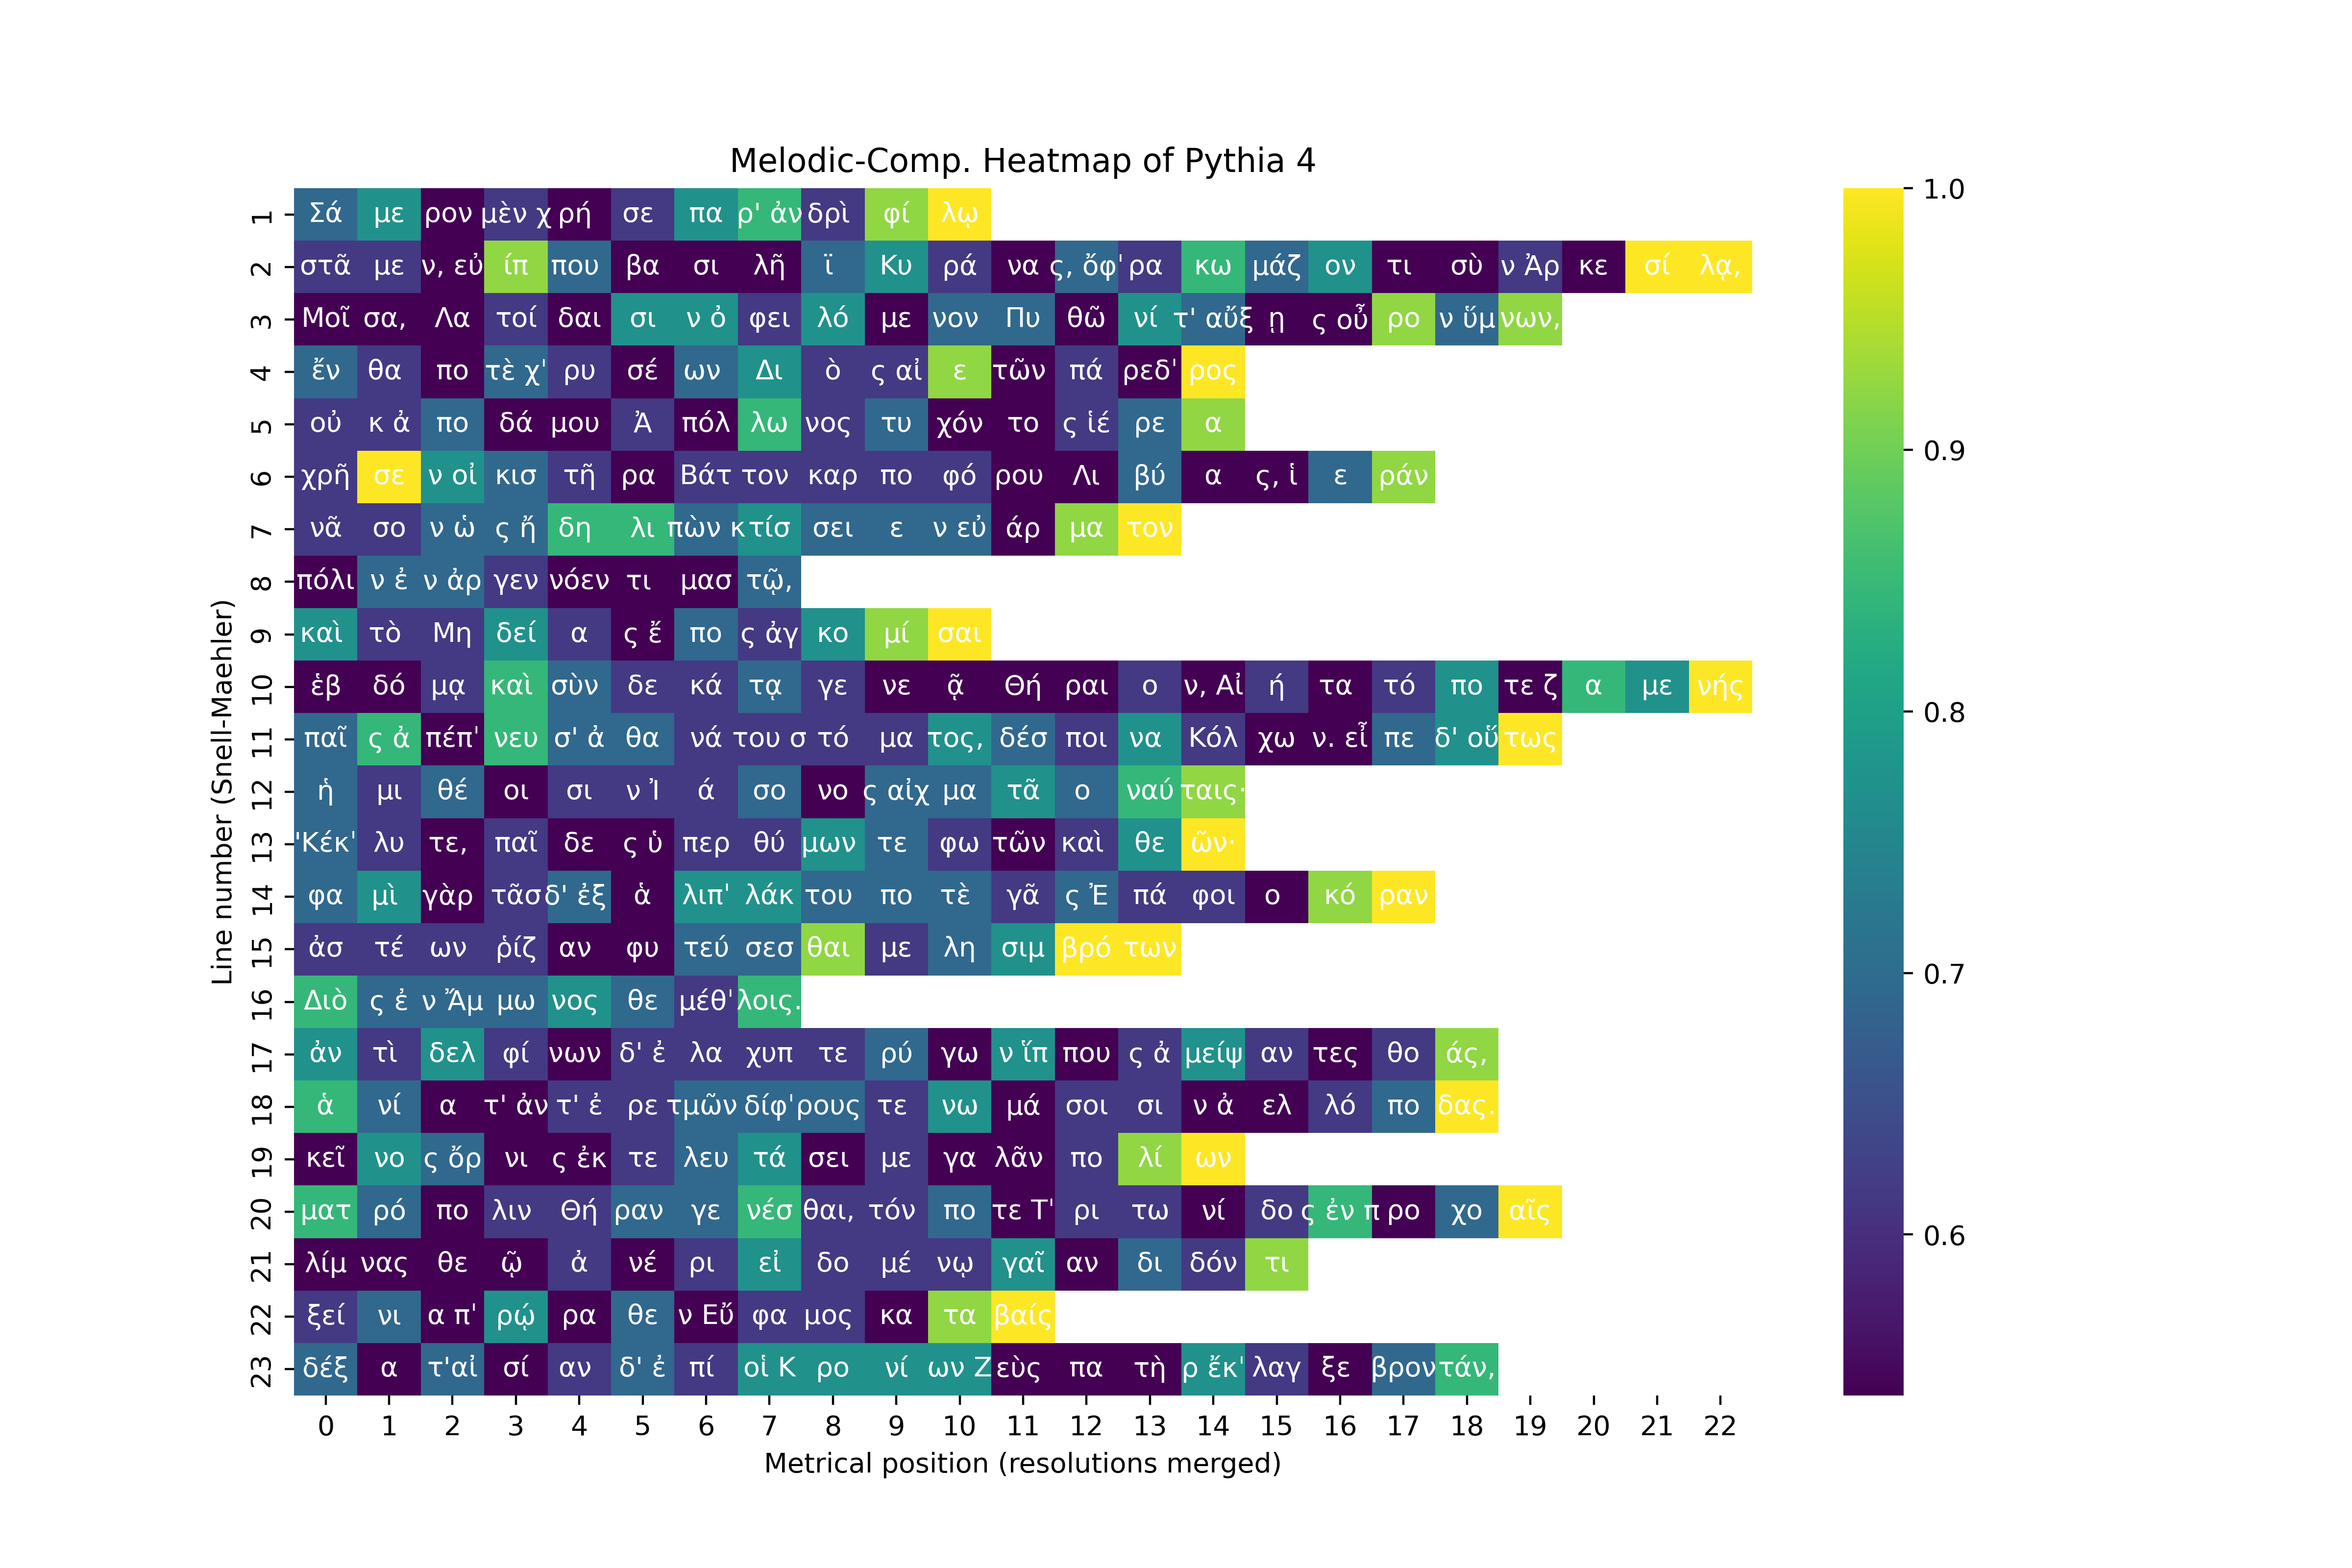 Melodic-Comp. Heatmap of Pythia 4
1 Σά με ρον μὲν χ ρή σε πα ρ' ἀν δρὶ φί λῳ
2 στᾶ με ν, εὐ ίπ που βα σι λῆ ϊ Κυ ρά να ς, ὄφ' ρα κω μάζ ον τι σὺ ν Ἀρ κε σί λᾳ,
3 Μοῖ σα, Λα τοί δαι σι ν ὀ φει λό με νον Πυ θῶ νί τ' αὔξ ῃ ς οὖ ρο ν ὕμ νων,
4 ἔν θα πο τὲ χ' ρυ σέ ων Δι ὸ ς αἰ ε τῶν πά ρεδ' ρος
5 οὐ κ ἀ πο δά μου Ἀ πόλ λω νος τυ χόν το ς ἱέ ρε α
6 χρῆ σε ν οἰ κισ τῆ ρα Βάτ τον καρ πο φό ρου Λι βύ α ς, ἱ ε ράν
7 νᾶ σο ν ὡ ς ἤ δη λι πὼν κ τίσ σει ε ν εὐ άρ μα τον
8 πόλι ν ἐ ν ἀρ γεν νόεν τι μασ τῷ,
9 καὶ τὸ Μη δεί α ς ἔ πο ς ἀγ κο μί σαι
10 ἑβ δό μᾳ καὶ σὺν δε κά τᾳ γε νε ᾷ Θή ραι ο ν, Αἰ ή τα τό πο τε ζ α με νής
11 παῖ ς ἀ πέπ' νευ σ' ἀ θα νά του σ τό μα τος, δέσ ποι να Κόλ χω ν. εἶ πε δ' οὕ τως
12 ἡ μι θέ οι σι ν Ἰ ά σο νο ς αἰχ μα τᾶ ο ναύ ταις·
13 'Κέκ' λυ τε, παῖ δε ς ὑ περ θύ μων τε φω τῶν καὶ θε ῶν·
14 φα μὶ γὰρ τᾶσ δ' ἐξ ἁ λιπ' λάκ του πο τὲ γᾶ ς Ἐ πά φοι ο κό ραν
15 ἀσ τέ ων ῥίζ αν φυ τεύ σεσ θαι με λη σιμ βρό των
16 Διὸ ς ἐ ν Ἄμ μω νος θε μέθ' λοις.
17 ἀν τὶ δελ φί νων δ' ἐ λα χυπ τε ρύ γω ν ἵπ που ς ἀ μείψ αν τες θο άς,
18 ἁ νί α τ' ἀν τ' ἐ ρε τμῶν δίφ' ρους τε νω μά σοι σι ν ἀ ελ λό πο δας.
19 κεῖ νο ς ὄρ νι ς ἐκ τε λευ τά σει με γα λᾶν πο λί ων
20 ματ ρό πο λιν Θή ραν γε νέσ θαι, τόν πο τε Τ' ρι τω νί δο ς ἐν π ρο χο αῖς
21 λίμ νας θε ῷ ἀ νέ ρι εἰ δο μέ νῳ γαῖ αν δι δόν τι
22 ξεί νι α π' ρῴ ρα θε ν Εὔ φα μος κα τα βαίς
23 δέξ α τ'αἰ σί αν δ' ἐ πί οἱ Κ ρο νί ων Ζ εὺς πα τὴ ρ ἔκ' λαγ ξε βρον τάν,
0 1 2 3 4 5 6 7 8 9 10 11 12 13 14 15 16 17 18 19 20 21 22
Metrical position (resolutions merged)
Line number (Snell-Maehler)
1.0
0.9
0.8
0.7
0.6